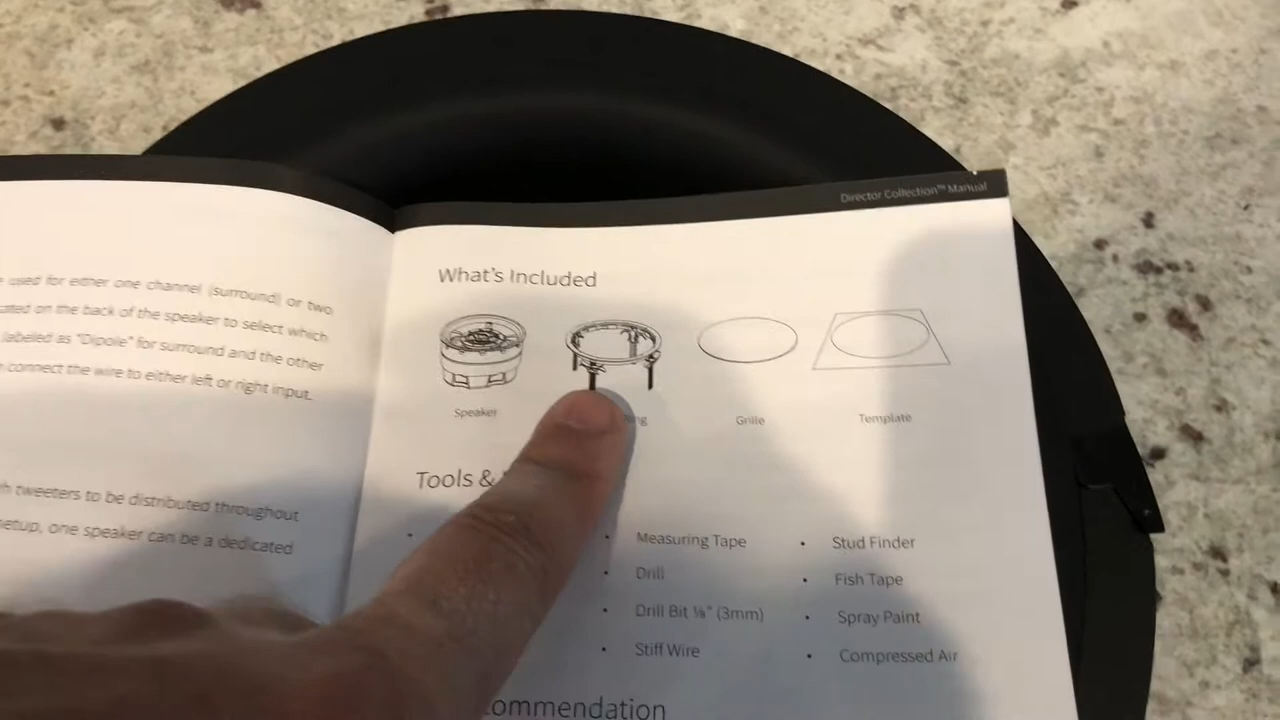 Director Collection™ Manual
used for either one channel (surround) or two
on the back of the speaker to select which
labeled as "Dipole" for surround and the other
connect the wire to either left or right input.
tweeters to be distributed throughout
setup, one speaker can be a dedicated
What's Included
Speaker
Grille
Template
Tools &
• Measuring Tape
• Stud Finder
• Drill
• Fish Tape
• Drill Bit ⅛" (3mm)
• Spray Paint
• Stiff Wire
• Compressed Air